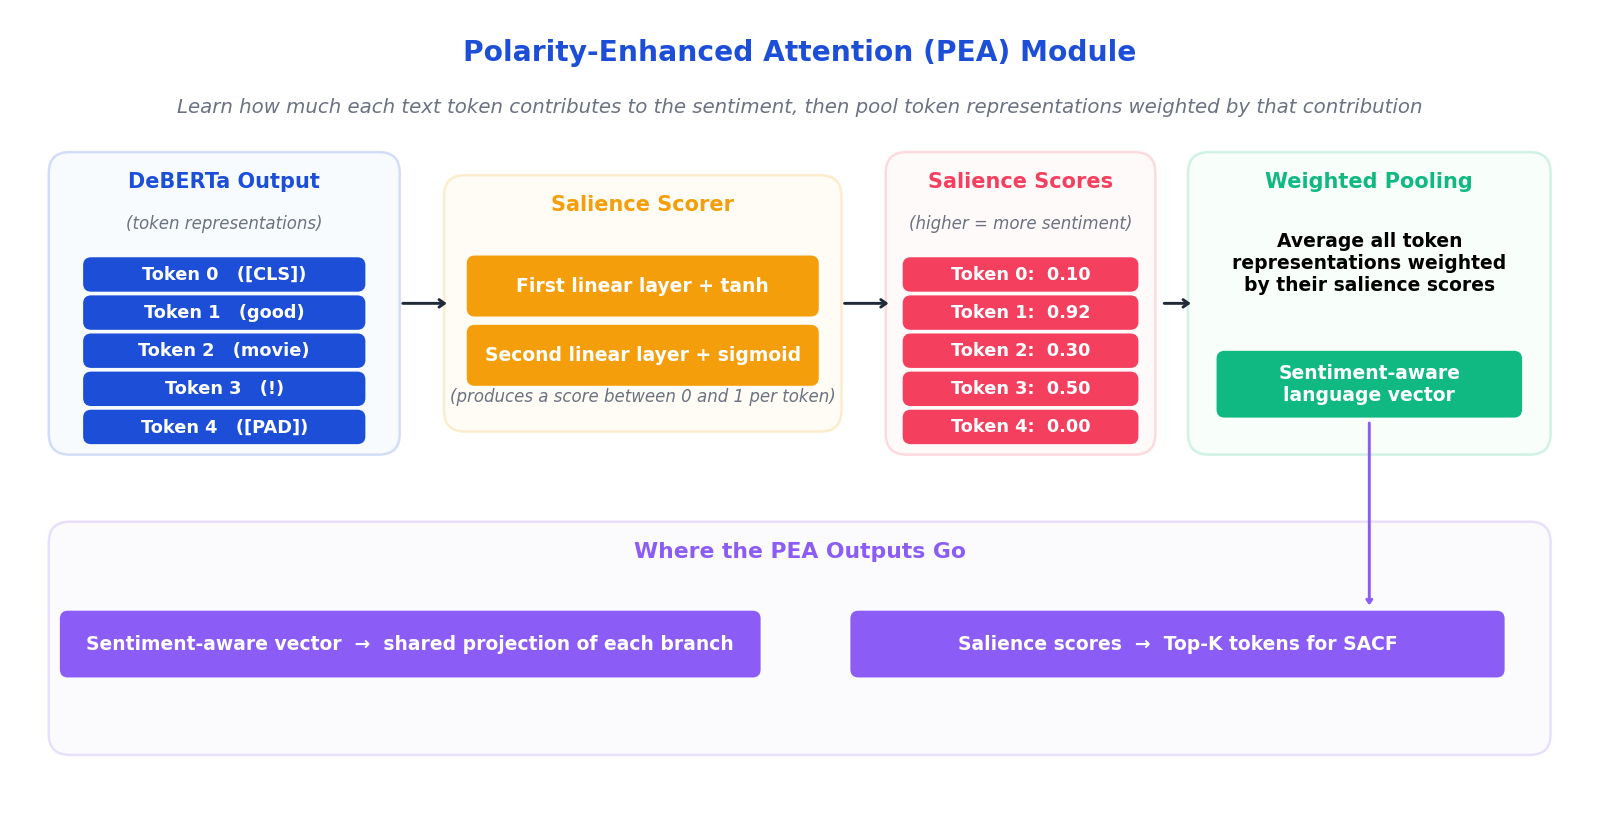 Polarity-Enhanced Attention (PEA) Module
Learn how much each text token contributes to the sentiment, then pool token representations weighted by that contribution
DeBERTa Output
(token representations)
Token 0 ([CLS])
Token 1 (good)
Token 2 (movie)
Token 3 (!)
Token 4 ([PAD])
Salience Scorer
First linear layer + tanh
Second linear layer + sigmoid
(produces a score between 0 and 1 per token)
Salience Scores
(higher = more sentiment)
Token 0: 0.10
Token 1: 0.92
Token 2: 0.30
Token 3: 0.50
Token 4: 0.00
Weighted Pooling
Average all token
representations weighted
by their salience scores
Sentiment-aware
language vector
Where the PEA Outputs Go
Sentiment-aware vector → shared projection of each branch
Salience scores → Top-K tokens for SACF